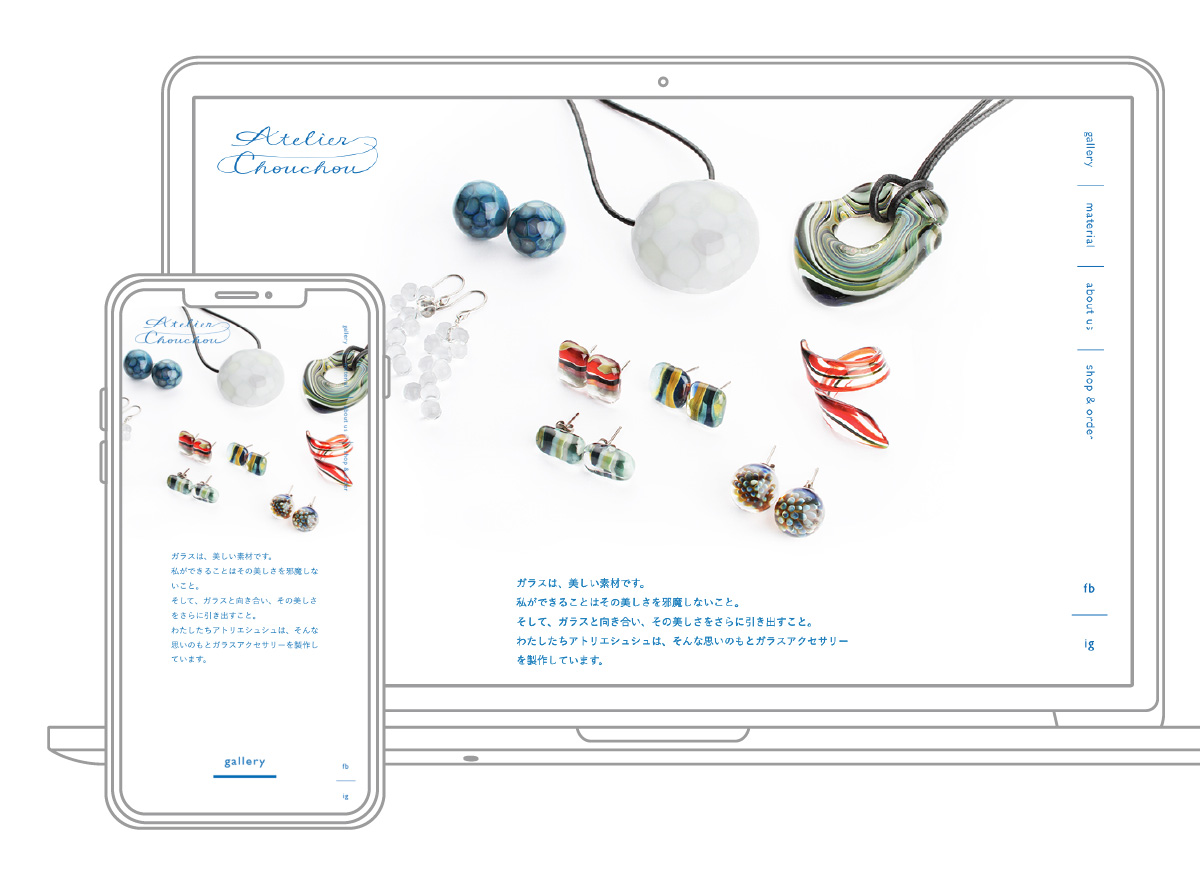 Atelier
Chouchou
gallery
material
about us
shop & order
ガラスは、美しい素材です。
私ができることはその美しさを邪魔しないこと。
そして、ガラスと向き合い、その美しさをさらに引き出すこと。
わたしたちアトリエシュシュは、そんな思いのもとガラスアクセサリー
を製作しています。
fb
ig
Atelier
Chouchou
gallery
about us
ガラスは、美しい素材です。
私ができることはその美しさを邪魔しな
いこと。
そして、ガラスと向き合い、その美しさ
をさらに引き出すこと。
わたしたちアトリエシュシュは、そんな
思いのもとガラスアクセサリーを製作し
ています。
gallery
fb
ig